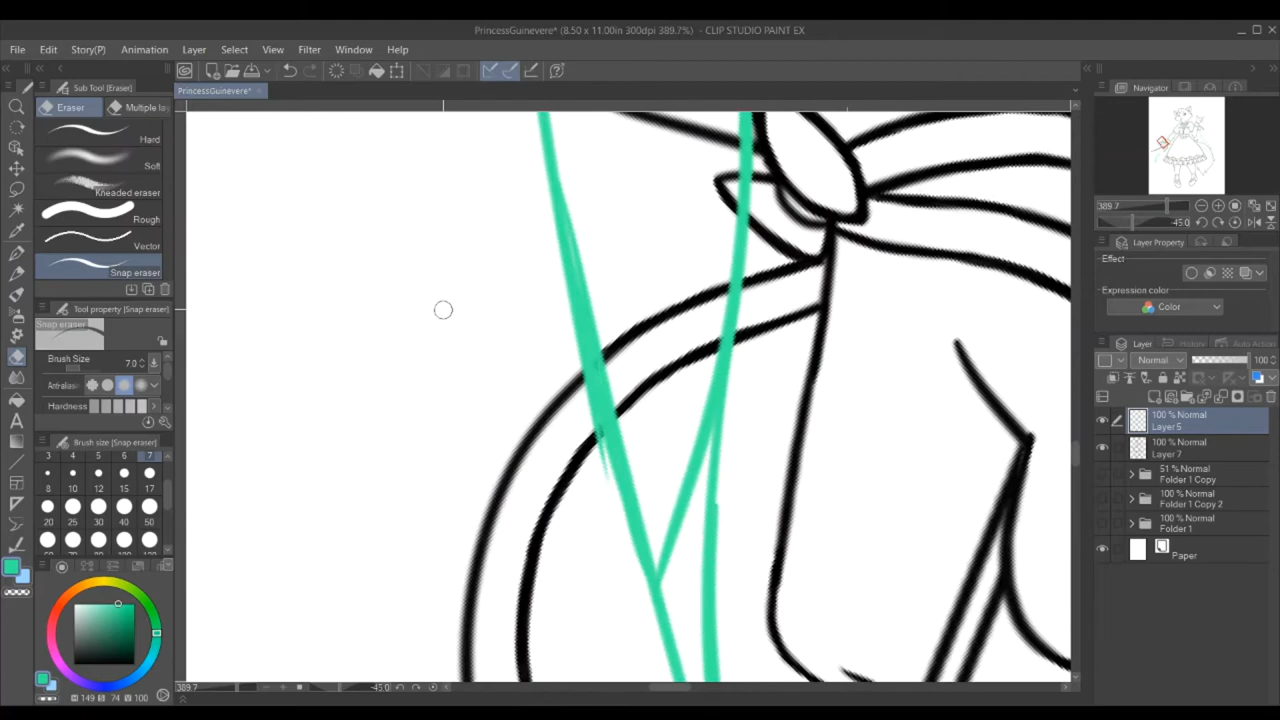 PrincessGuinevere* (8.50 x 11.00in 300dpi 389.7%) - CLIP STUDIO PAINT EX
File Edit Story(P) Animation Layer Select View Filter Window Help
Sub Tool [Eraser]
PrincessGuinevere*
Navigator
Eraser
Multiple la
Hard
Soft
Kneaded eraser
Rough
Vector
Snap eraser
Tool property [Snap eraser]
Snap eraser
Brush Size 7.0
Hardness
Brush size [Snap eraser]
3 4 5 6 7
8 10 12 15 17
20 25 30 40 50
149 74 100
389.7
-45.0
389.7
-45.0
Layer Property
Effect
Expression color
Color
Layer
History
Auto Action
Normal
100
100 % Normal
Layer 5
100 % Normal
Layer 7
51 % Normal
Folder 1 Copy
100 % Normal
Folder 1 Copy 2
100 % Normal
Folder 1
Paper